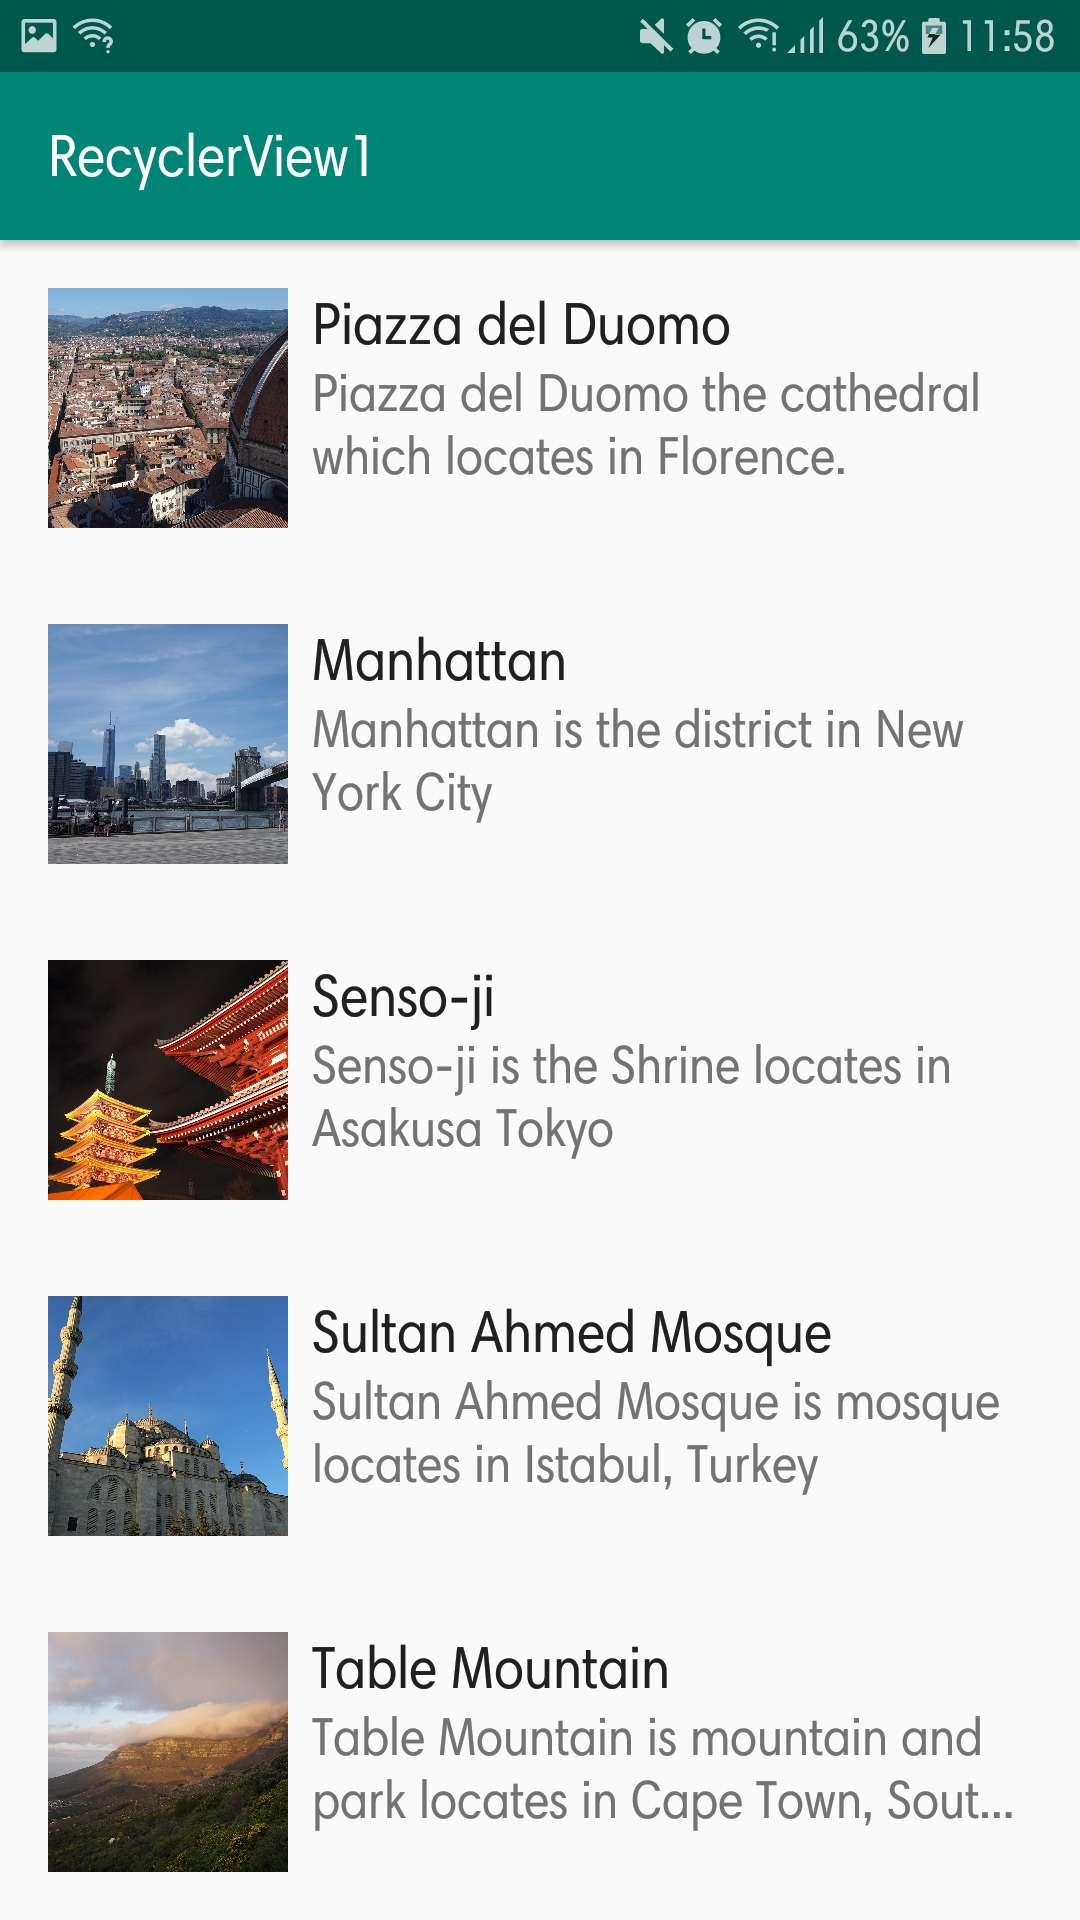 63% 11:58
RecyclerView1
Piazza del Duomo
Piazza del Duomo the cathedral
which locates in Florence.
Manhattan
Manhattan is the district in New
York City
Senso-ji
Senso-ji is the Shrine locates in
Asakusa Tokyo
Sultan Ahmed Mosque
Sultan Ahmed Mosque is mosque
locates in Istabul, Turkey
Table Mountain
Table Mountain is mountain and
park locates in Cape Town, Sout...